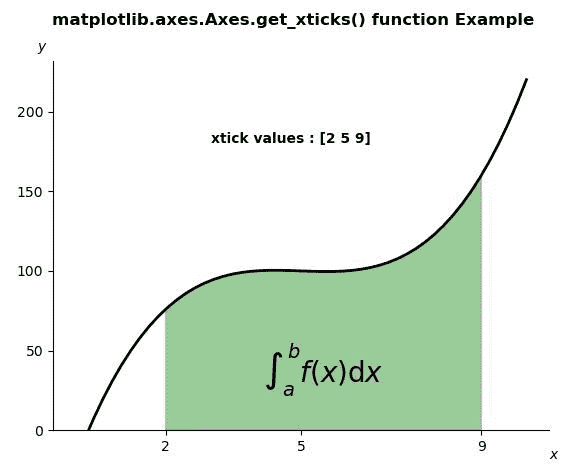 matplotlib.axes.Axes.get_xticks() function Example
y
200
xtick values : [2 5 9]
150
100
50
∫ₐᵇ f(x)dx
0
2 5 9
x